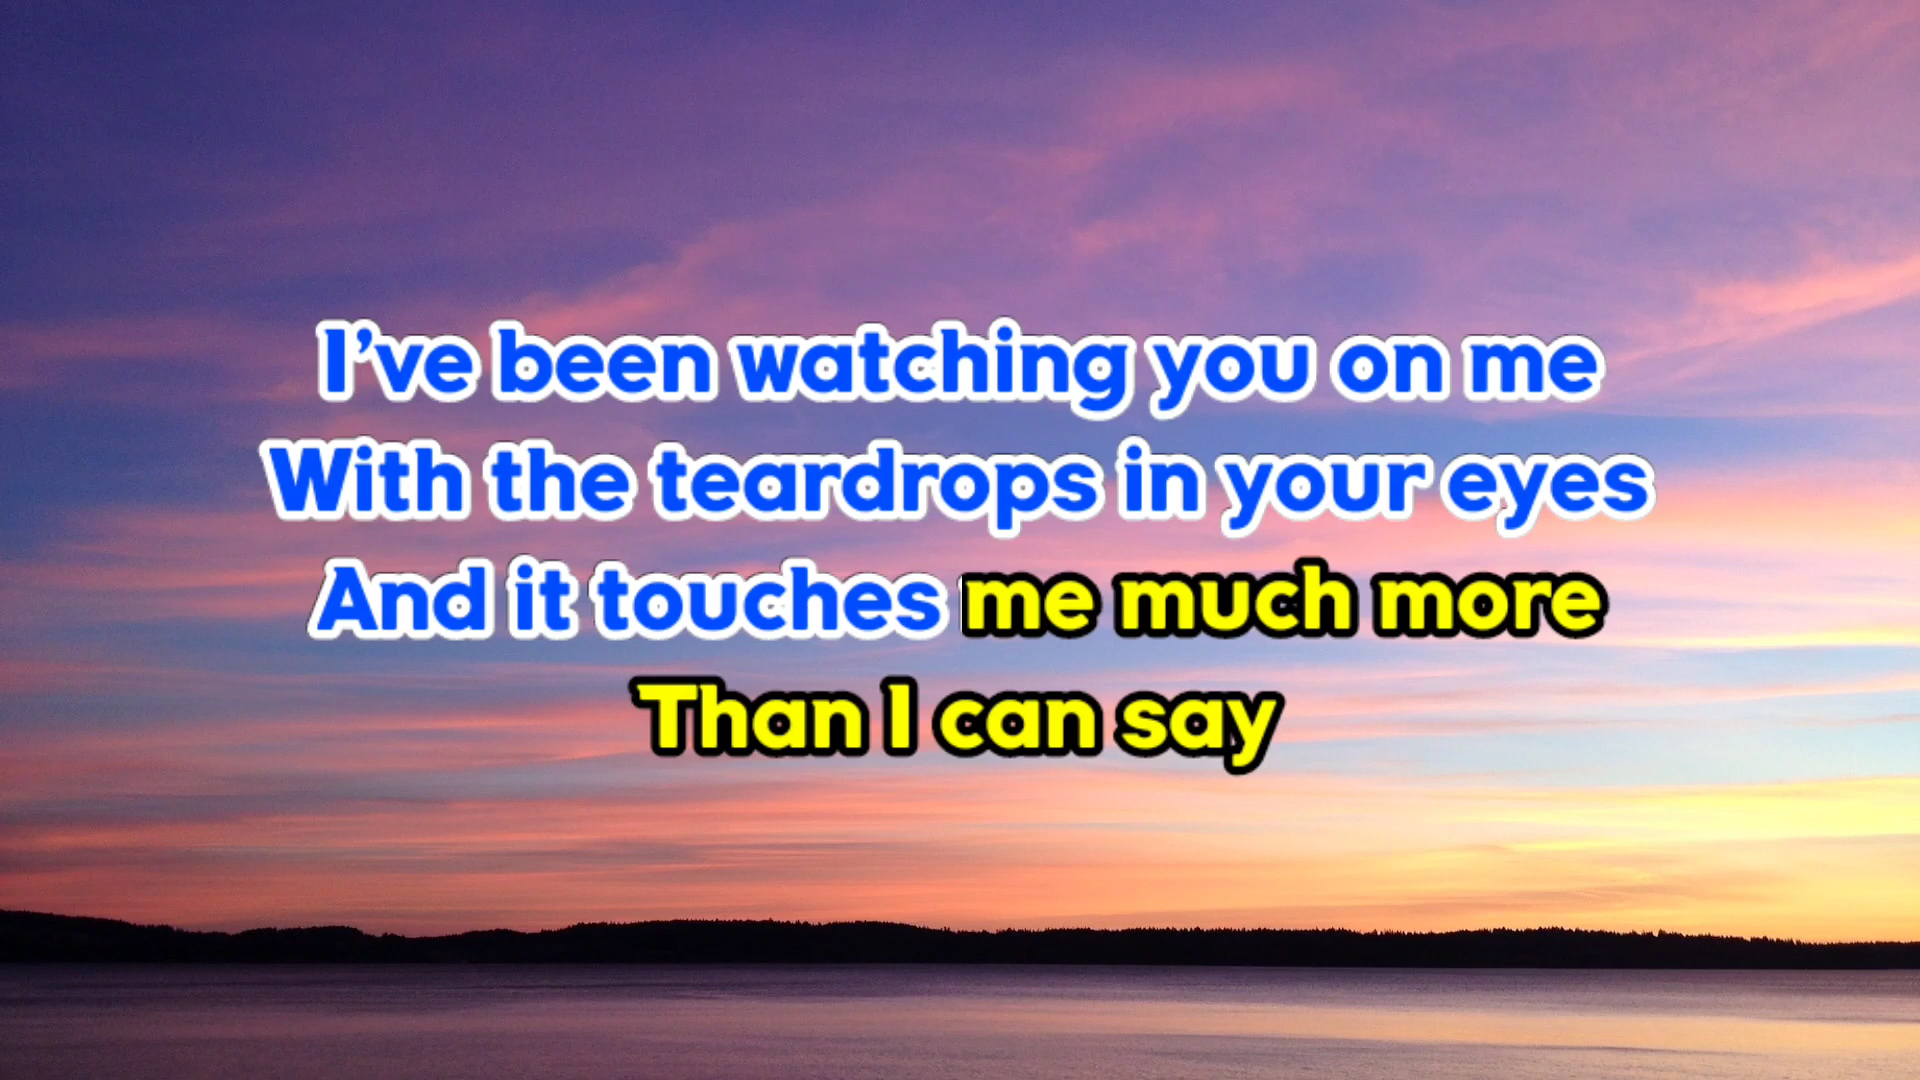 I've been watching you on me
With the teardrops in your eyes
And it touches me much more
Than I can say